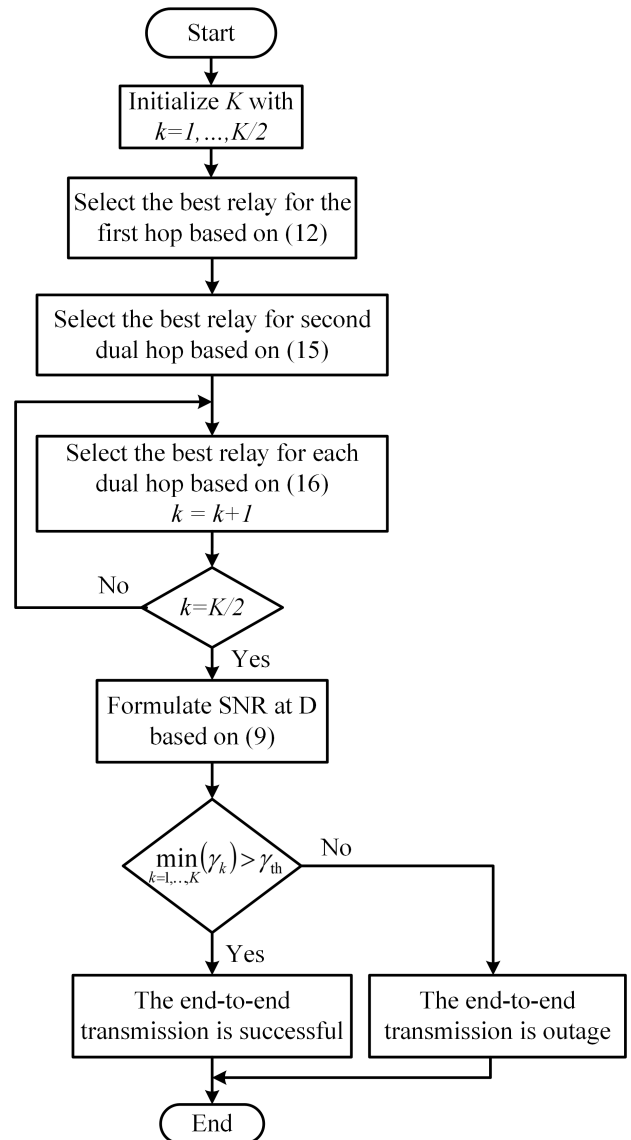 Start
Initialize K with
k=1,...,K/2
Select the best relay for the
first hop based on (12)
Select the best relay for second
dual hop based on (15)
Select the best relay for each
dual hop based on (16)
k = k+1
No
k=K/2
Yes
Formulate SNR at D
based on (9)
min(γₖ) > γₜₕ
k=1,...,K
No
Yes
The end-to-end
transmission is successful
The end-to-end
transmission is outage
End